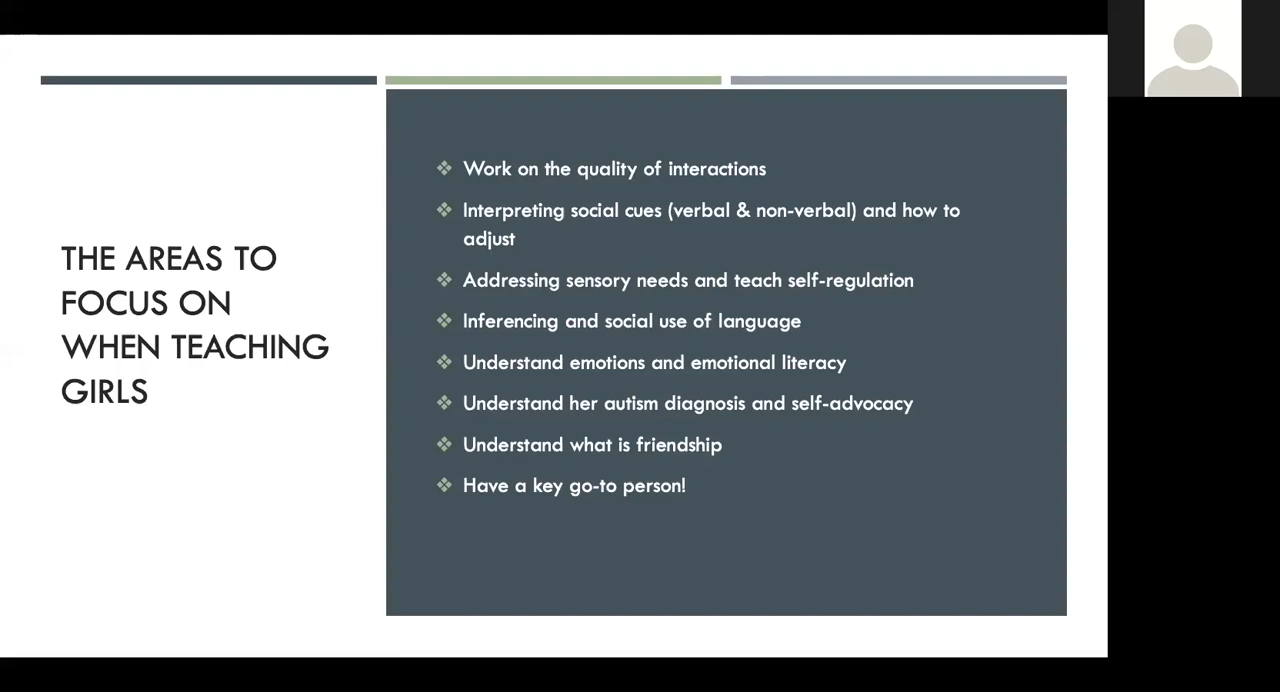 THE AREAS TO
FOCUS ON
WHEN TEACHING
GIRLS
Work on the quality of interactions
Interpreting social cues (verbal & non-verbal) and how to
adjust
Addressing sensory needs and teach self-regulation
Inferencing and social use of language
Understand emotions and emotional literacy
Understand her autism diagnosis and self-advocacy
Understand what is friendship
Have a key go-to person!